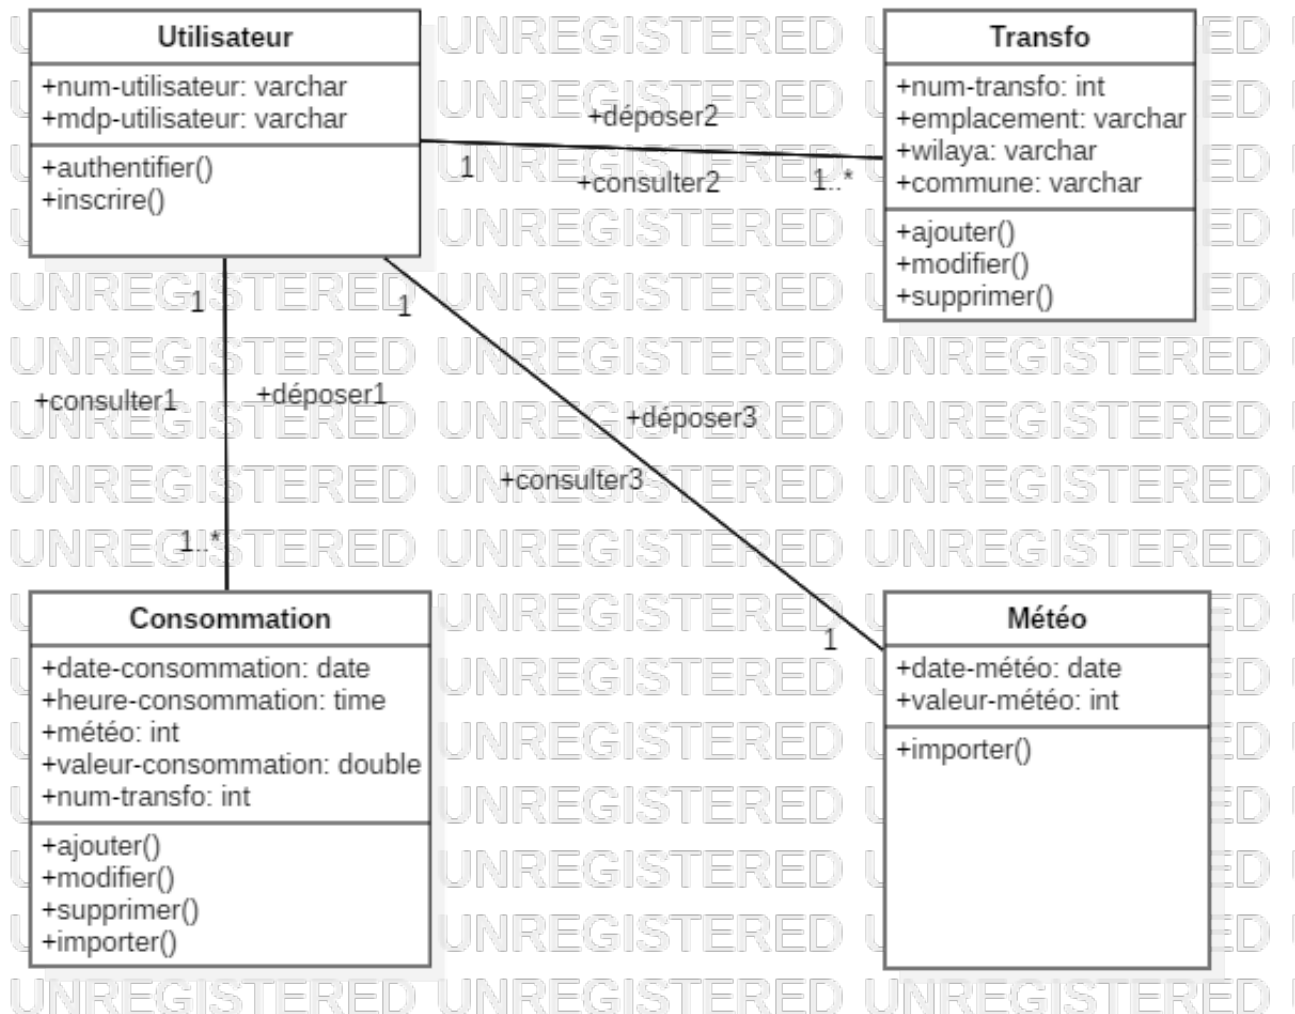 Utilisateur
+num-utilisateur: varchar
+mdp-utilisateur: varchar
+authentifier()
+inscrire()
+déposer2
1
+consulter2
1..*
Transfo
+num-transfo: int
+emplacement: varchar
+wilaya: varchar
+commune: varchar
+ajouter()
+modifier()
+supprimer()
1
1
+consulter1
+déposer1
+déposer3
+consulter3
1..*
1
Consommation
+date-consommation: date
+heure-consommation: time
+météo: int
+valeur-consommation: double
+num-transfo: int
+ajouter()
+modifier()
+supprimer()
+importer()
Météo
+date-météo: date
+valeur-météo: int
+importer()
UNREGISTERED